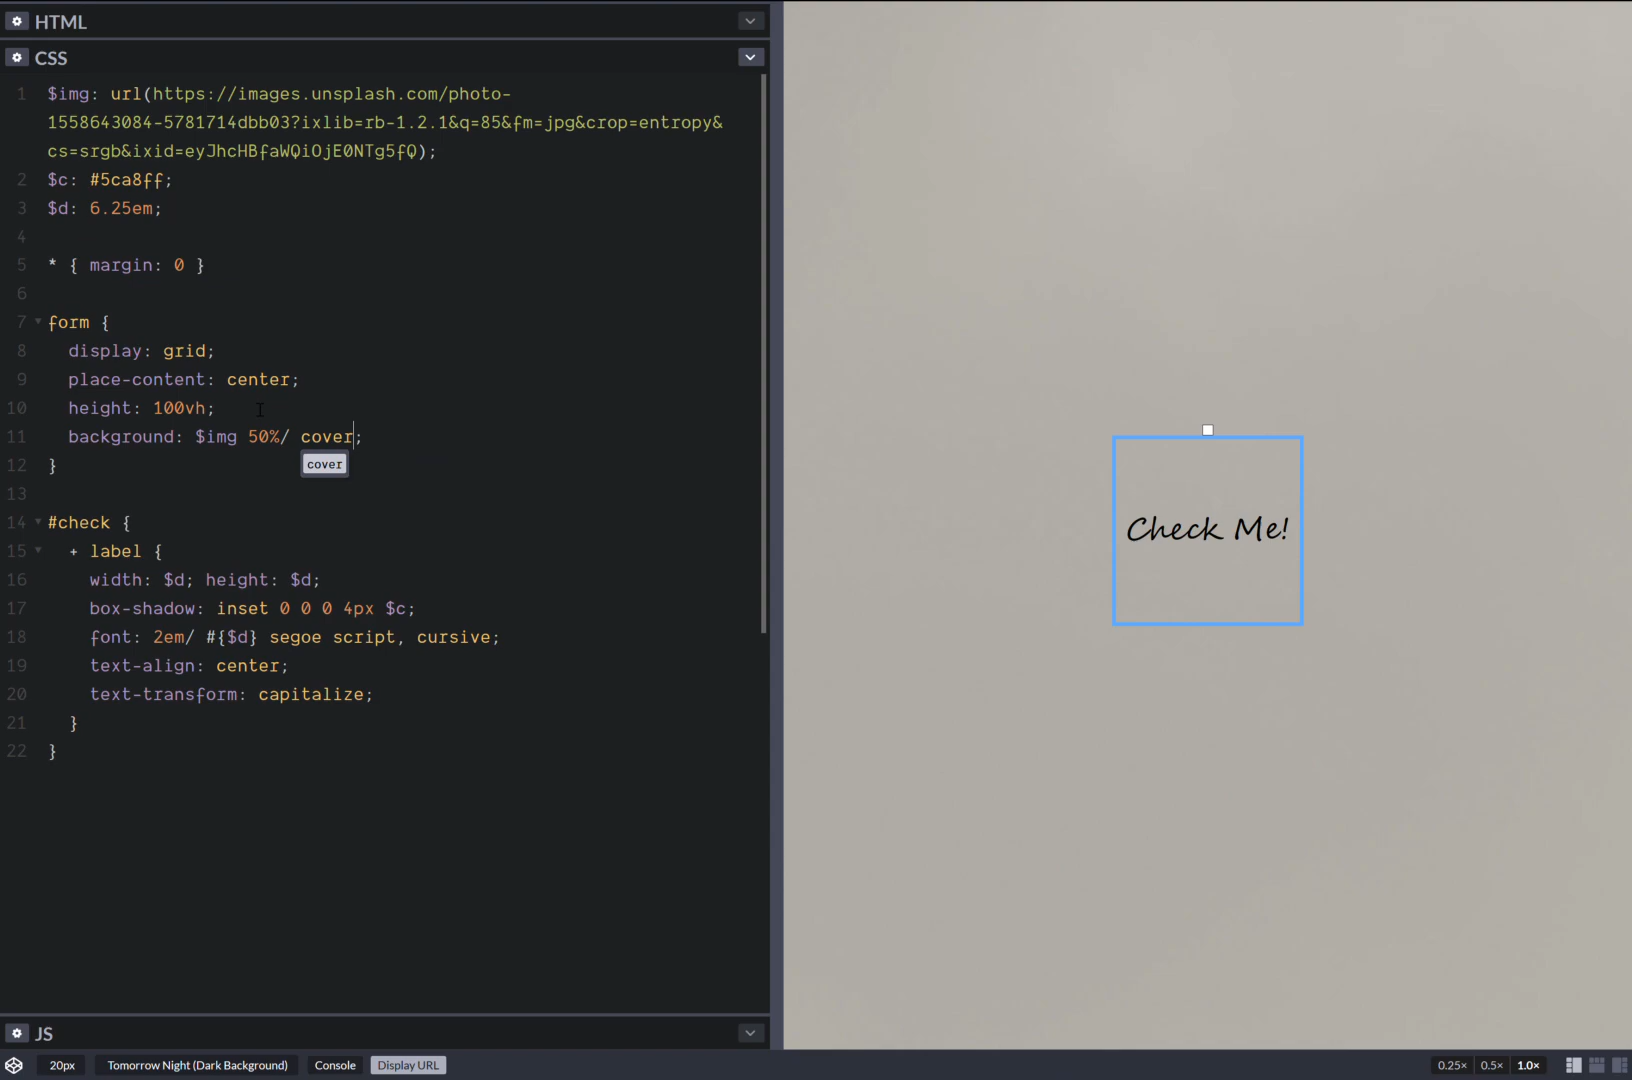 HTML
CSS
1 $img: url(https://images.unsplash.com/photo-
1558643084-5781714dbb03?ixlib=rb-1.2.1&q=85&fm=jpg&crop=entropy&
cs=srgb&ixid=eyJhcHBfaWQiOjE0NTg5fQ);
2 $c: #5ca8ff;
3 $d: 6.25em;
4
5 * { margin: 0 }
6
7 form {
8 display: grid;
9 place-content: center;
10 height: 100vh;
11 background: $img 50%/ cover;
cover
12 }
13
14 #check {
15 + label {
16 width: $d; height: $d;
17 box-shadow: inset 0 0 0 4px $c;
18 font: 2em/ #{$d} segoe script, cursive;
19 text-align: center;
20 text-transform: capitalize;
21 }
22 }
Check Me!
JS
20px Tomorrow Night (Dark Background) Console Display URL 0.25× 0.5× 1.0×